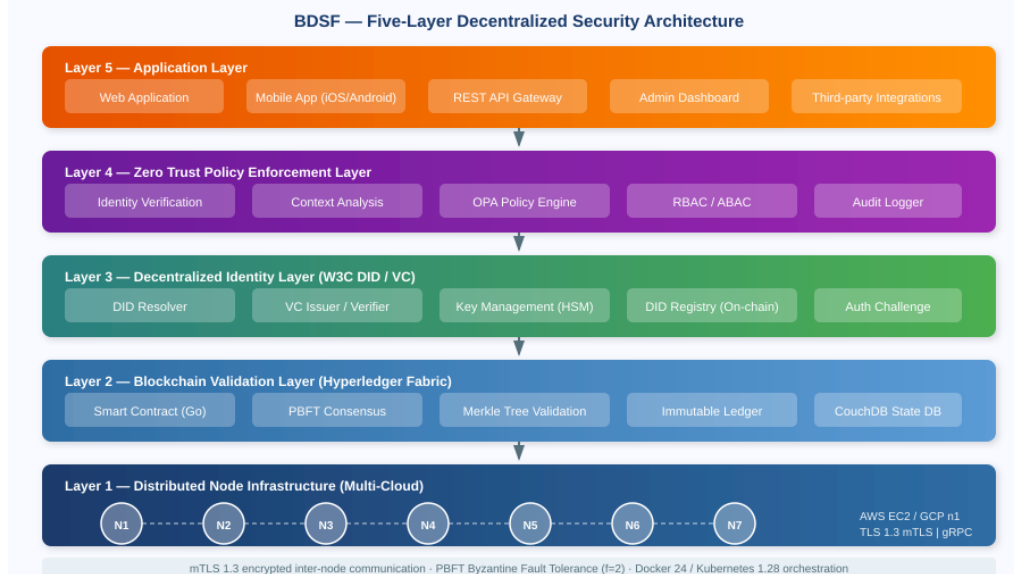 BDSF — Five-Layer Decentralized Security Architecture
Layer 5 — Application Layer
Web Application
Mobile App (iOS/Android)
REST API Gateway
Admin Dashboard
Third-party Integrations
Layer 4 — Zero Trust Policy Enforcement Layer
Identity Verification
Context Analysis
OPA Policy Engine
RBAC / ABAC
Audit Logger
Layer 3 — Decentralized Identity Layer (W3C DID / VC)
DID Resolver
VC Issuer / Verifier
Key Management (HSM)
DID Registry (On-chain)
Auth Challenge
Layer 2 — Blockchain Validation Layer (Hyperledger Fabric)
Smart Contract (Go)
PBFT Consensus
Merkle Tree Validation
Immutable Ledger
CouchDB State DB
Layer 1 — Distributed Node Infrastructure (Multi-Cloud)
N1
N2
N3
N4
N5
N6
N7
AWS EC2 / GCP n1
TLS 1.3 mTLS | gRPC
mTLS 1.3 encrypted inter-node communication · PBFT Byzantine Fault Tolerance (f=2) · Docker 24 / Kubernetes 1.28 orchestration